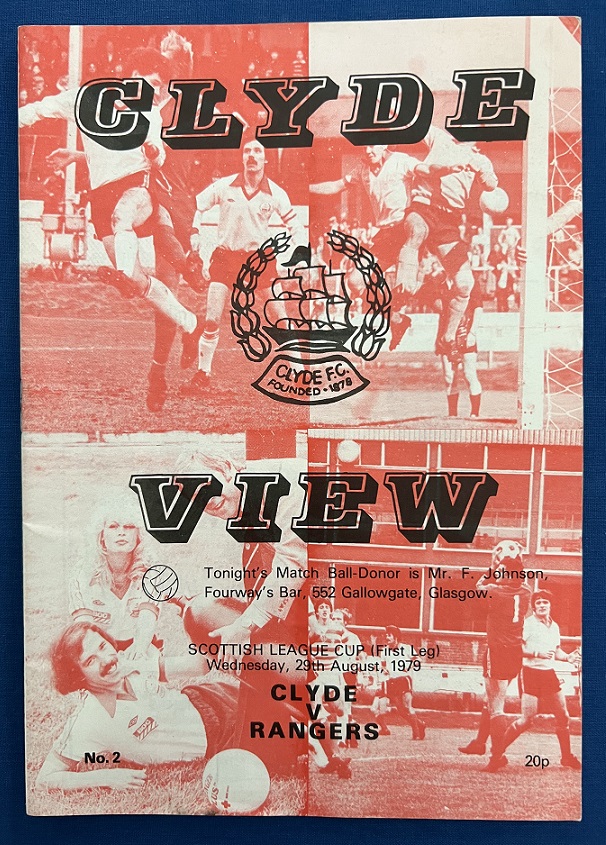 CLYDE
CLYDE F.C.
FOUNDED - 1878
VIEW
Tonight's Match Ball-Donor is Mr. F. Johnson,
Fourway's Bar, 552 Gallowgate, Glasgow.
SCOTTISH LEAGUE CUP (First Leg)
Wednesday, 29th August, 1979
CLYDE
V
RANGERS
No. 2
20p